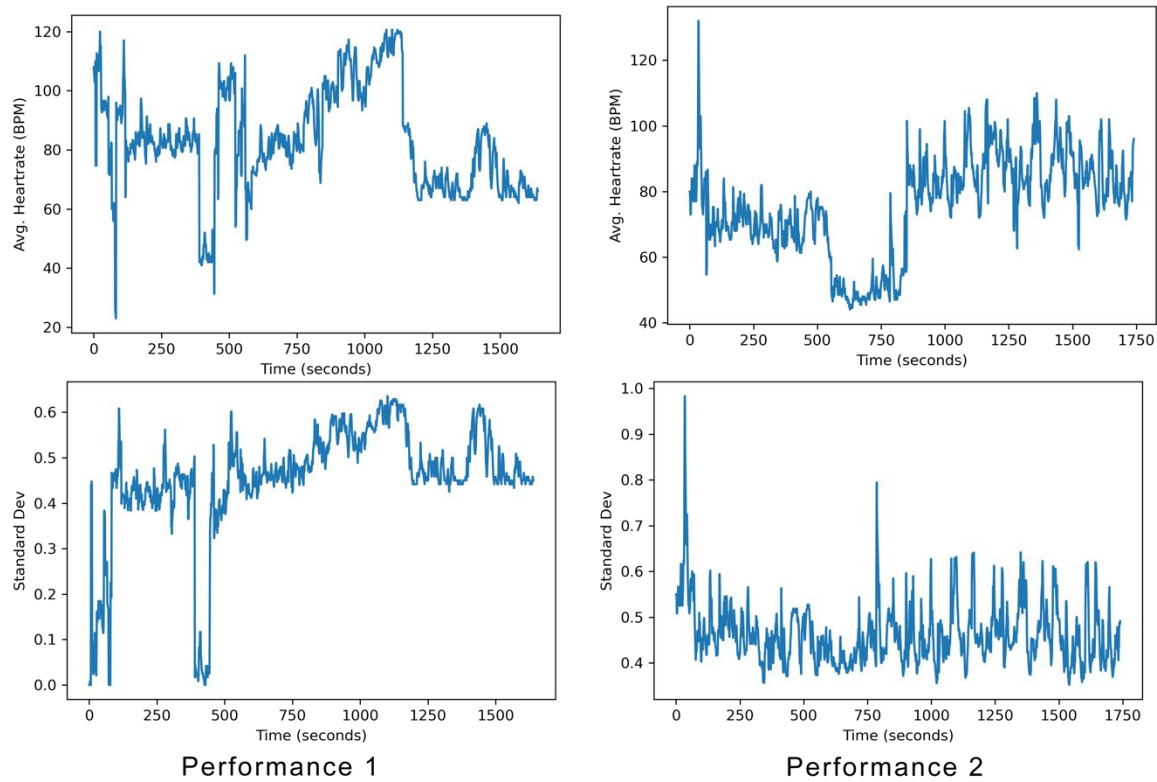 120
100
80
60
40
20
Avg. Heartrate (BPM)
0 250 500 750 1000 1250 1500
Time (seconds)
120
100
80
60
40
Avg. Heartrate (BPM)
0 250 500 750 1000 1250 1500 1750
Time (seconds)
0.6
0.5
0.4
0.3
0.2
0.1
0.0
Standard Dev
0 250 500 750 1000 1250 1500
Time (seconds)
1.0
0.9
0.8
0.7
0.6
0.5
0.4
Standard Dev
0 250 500 750 1000 1250 1500 1750
Time (seconds)
Performance 1
Performance 2